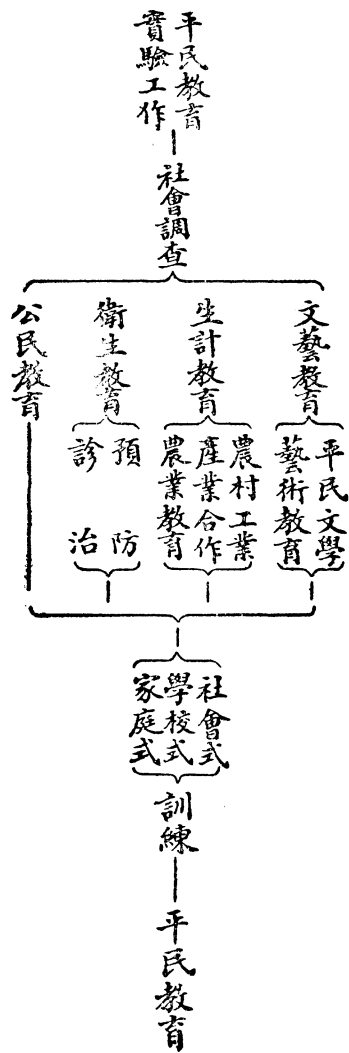 平民教育
實驗工作
社會調查
文藝教育
生計教育
衛生教育
公民教育
平民文學
藝術教育
農村工業
產業合作
農業教育
預防
診治
社會式
學校式
家庭式
訓練
平民教育